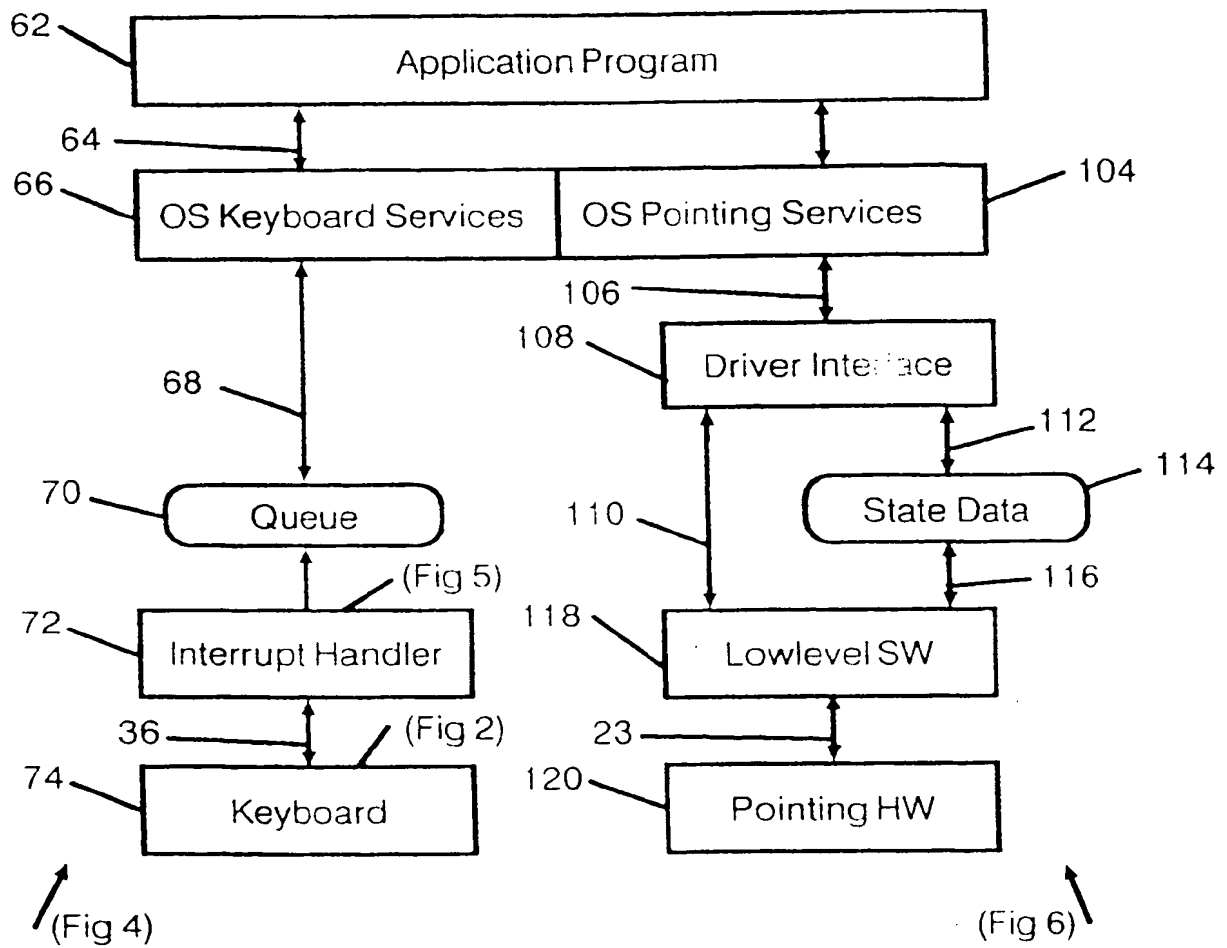 62
Application Program
64
66
OS Keyboard Services
OS Pointing Services
104
106
108
Driver Interface
68
112
70
Queue
110
State Data
114
(Fig 5)
116
72
Interrupt Handler
118
Lowlevel SW
36
(Fig 2)
23
74
Keyboard
120
Pointing HW
(Fig 4)
(Fig 6)